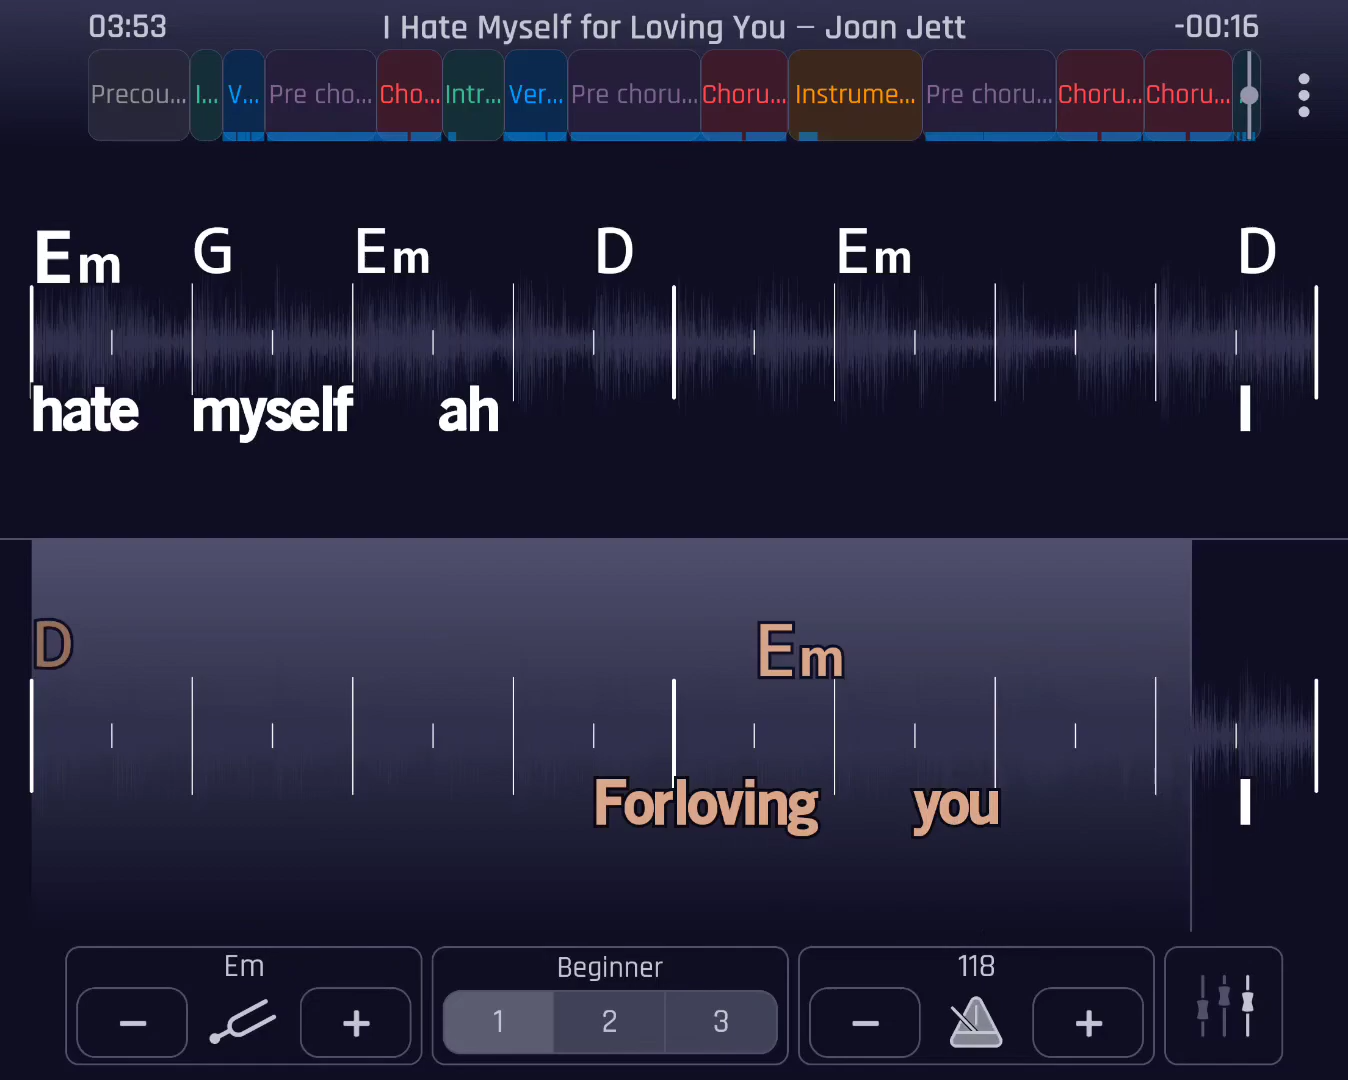 03:53 I Hate Myself for Loving You – Joan Jett -00:16
Precou... I... V... Pre cho... Cho... Intr... Ver... Pre choru... Choru... Instrume... Pre choru... Choru... Choru...
Em G Em D Em D
hate myself ah I
D Em
Forloving you I
Em Beginner 118
− + 1 2 3 − +